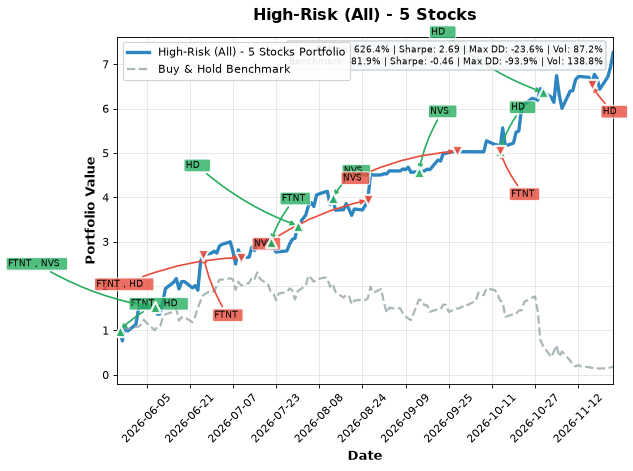 High-Risk (All) - 5 Stocks
HD
High-Risk (All) - 5 Stocks Portfolio
Buy & Hold Benchmark
626.4% | Sharpe: 2.69 | Max DD: -23.6% | Vol: 87.2%
81.9% | Sharpe: -0.46 | Max DD: -93.9% | Vol: 138.8%
7
6
5
4
3
2
1
0
Portfolio Value
NVS
HD
HD
HD
NVS
NVS
FTNT
FTNT
NVS
FTNT , NVS
FTNT , HD
FTNT , HD
FTNT
2026-06-05
2026-06-21
2026-07-07
2026-07-23
2026-08-08
2026-08-24
2026-09-09
2026-09-25
2026-10-11
2026-10-27
2026-11-12
Date